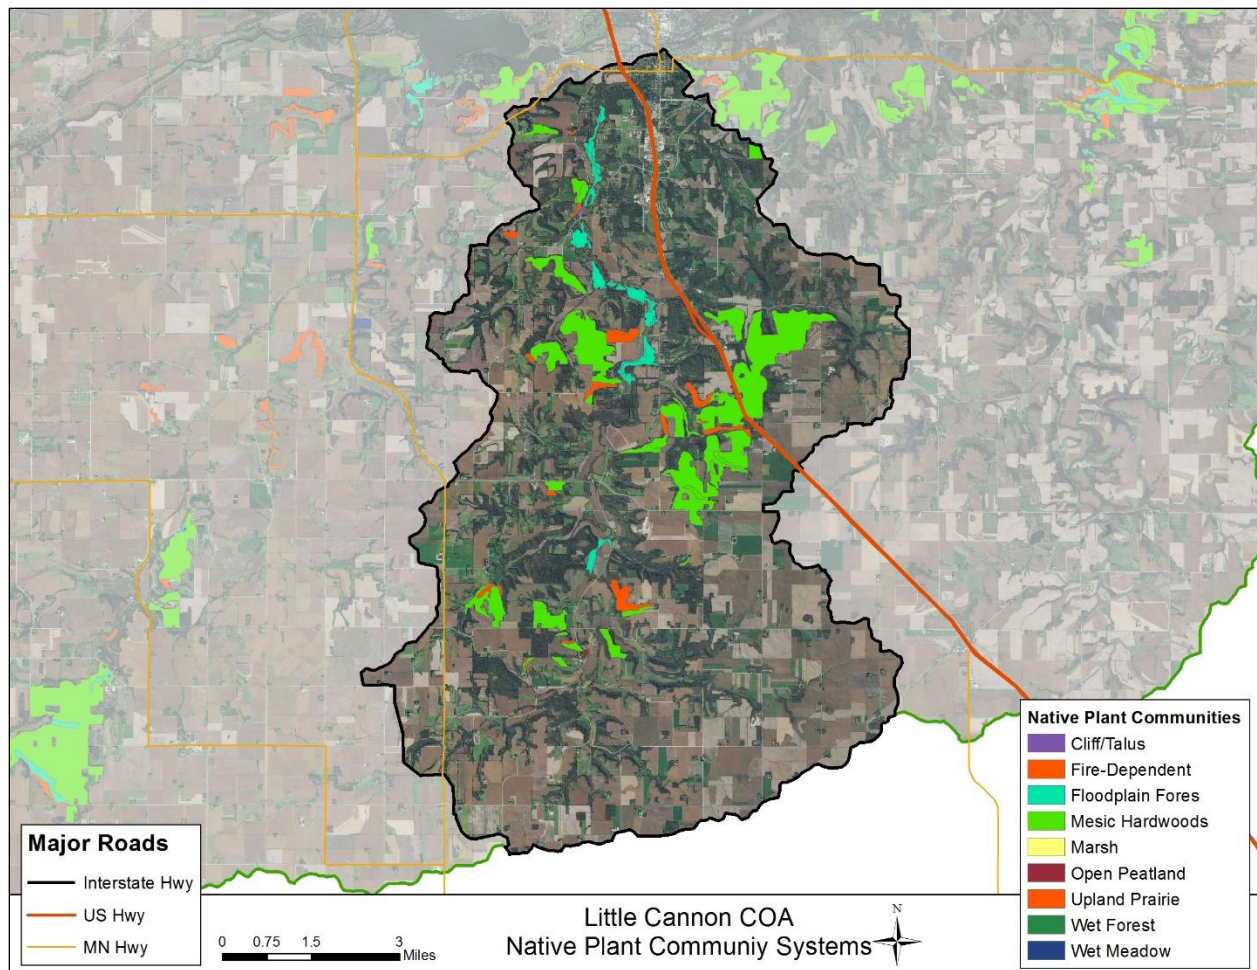 Native Plant Communities
Cliff/Talus
Fire-Dependent
Floodplain Fores
Mesic Hardwoods
Marsh
Open Peatland
Upland Prairie
Wet Forest
Wet Meadow
Major Roads
Interstate Hwy
US Hwy
MN Hwy
0 0.75 1.5 3
Miles
Little Cannon COA
Native Plant Communiy Systems
N